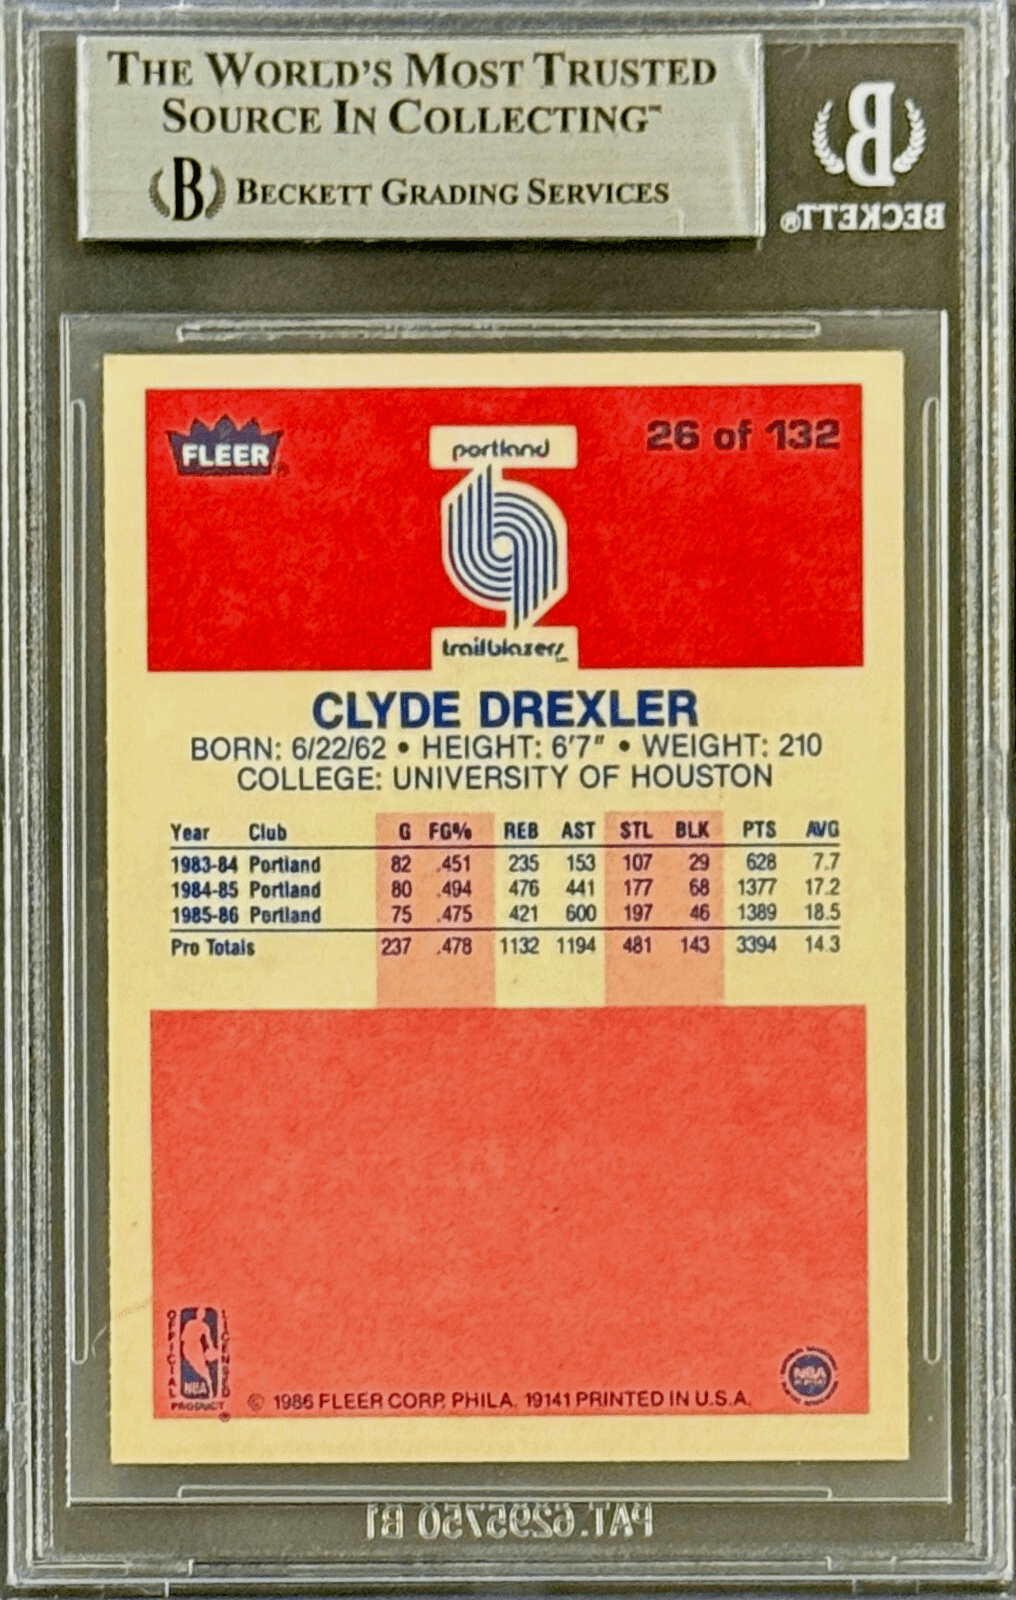 THE WORLD'S MOST TRUSTED
SOURCE IN COLLECTING™
B BECKETT GRADING SERVICES
B
BECKETT®
FLEER®
26 of 132
portland
trailblazers
CLYDE DREXLER
BORN: 6/22/62 • HEIGHT: 6'7" • WEIGHT: 210
COLLEGE: UNIVERSITY OF HOUSTON
Year Club G FG% REB AST STL BLK PTS AVG
1983-84 Portland 82 .451 235 153 107 29 628 7.7
1984-85 Portland 80 .494 476 441 177 68 1377 17.2
1985-86 Portland 75 .475 421 600 197 46 1389 18.5
Pro Totals 237 .478 1132 1194 481 143 3394 14.3
OFFICIAL
LICENSED
NBA
PRODUCT®
© 1986 FLEER CORP. PHILA. 19141 PRINTED IN U.S.A.
NBA
PAT.6295750 B1